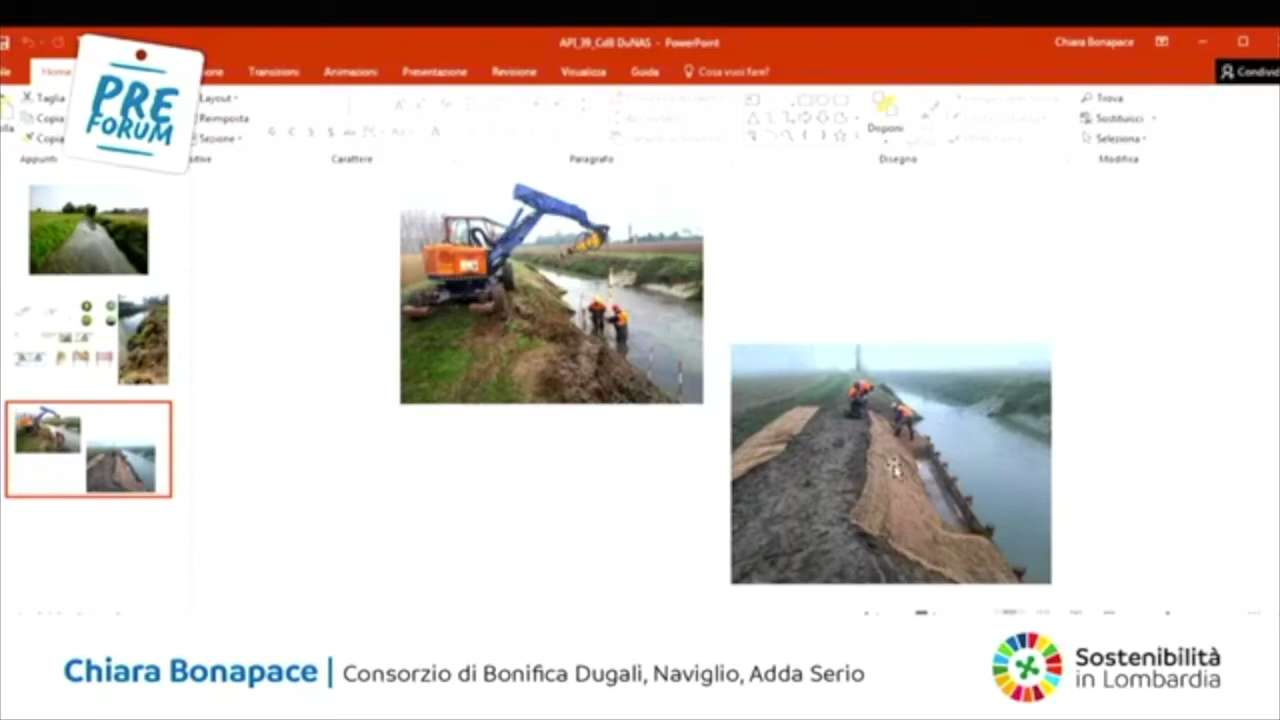 API_39_CdB DuNAS - PowerPoint
Chiara Bonapace
Home
Transizioni
Animazioni
Presentazione
Revisione
Visualizza
Guida
Cosa vuoi fare?
PRE
FORUM
Taglia
Copia
Copia
Appunti
Layout
Reimposta
Sezione
Carattere
Paragrafo
Disponi
Disegno
Trova
Sostituisci
Seleziona
Modifica
Chiara Bonapace | Consorzio di Bonifica Dugali, Naviglio, Adda Serio
Sostenibilità
in Lombardia